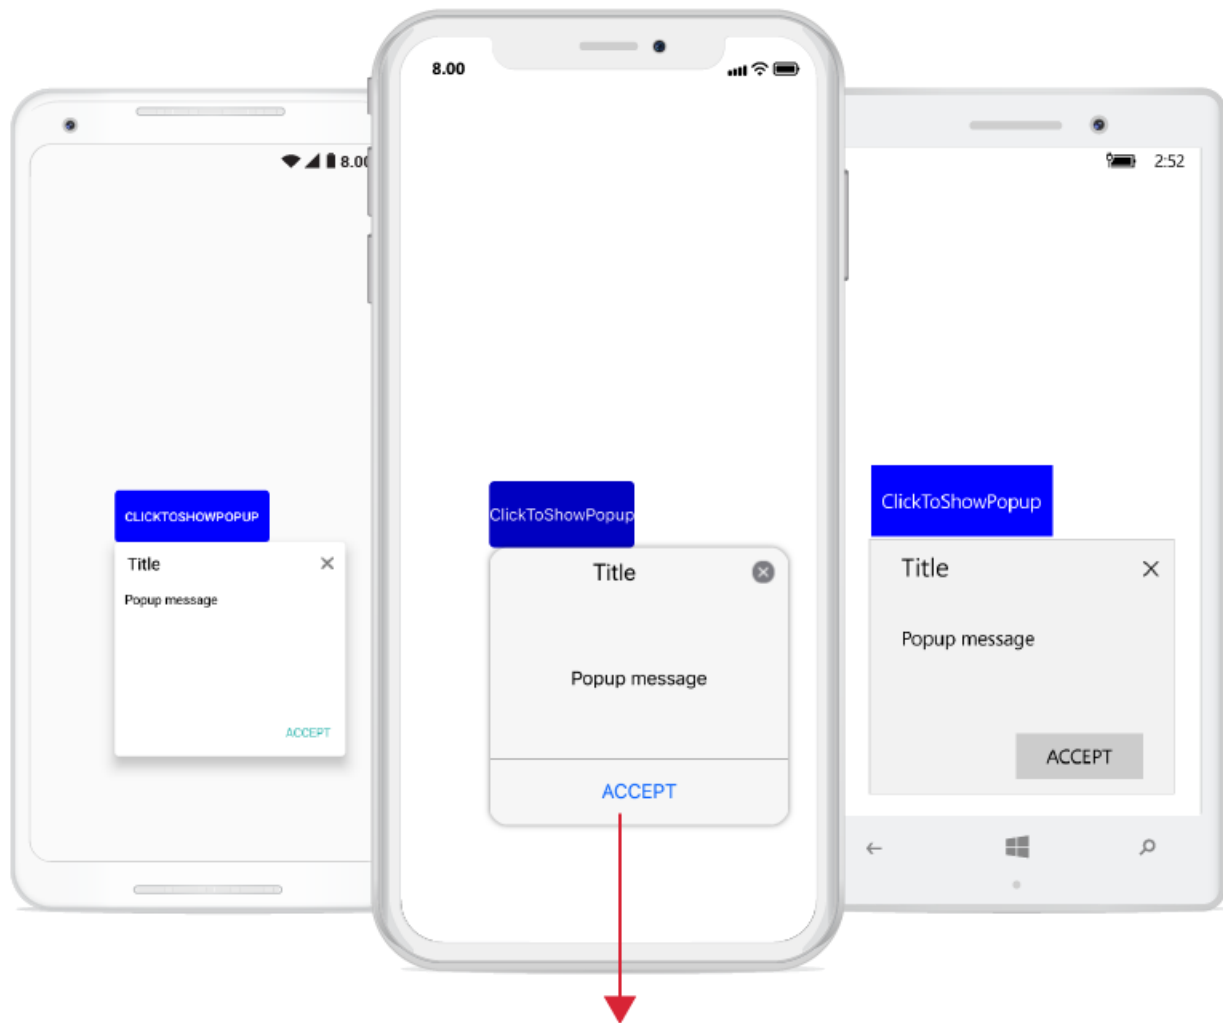 8.00
CLICKTOSHOWPOPUP
Title
Popup message
ACCEPT
8.00
ClickToShowPopup
Title
Popup message
ACCEPT
2:52
ClickToShowPopup
Title
Popup message
ACCEPT